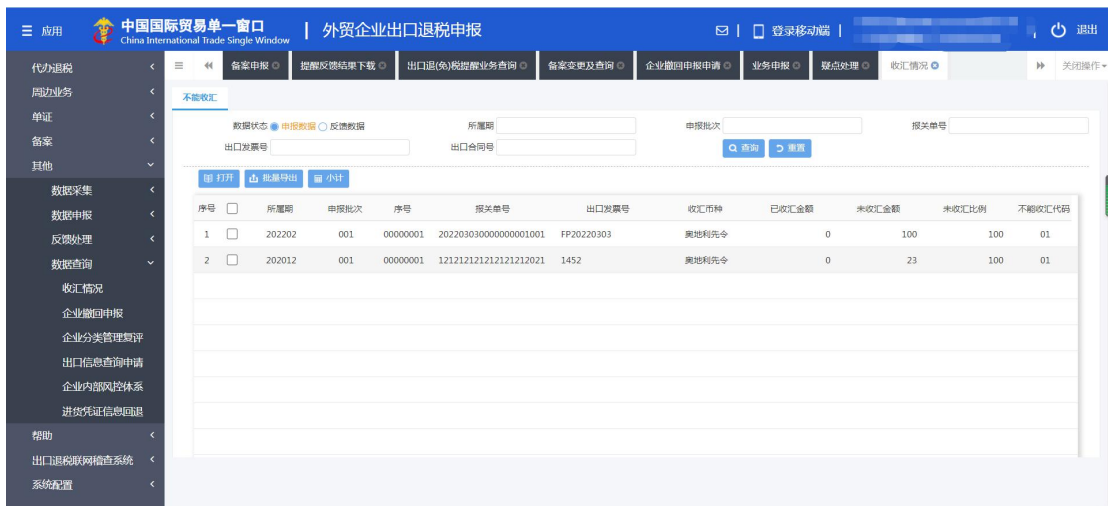 应用 中国国际贸易单一窗口 外贸企业出口退税申报 登录移动端 退出
China International Trade Single Window
备案申报 提醒反馈结果下载 出口退(免)税提醒业务查询 备案变更及查询 企业撤回申报申请 业务申报 疑点处理 收汇情况 关闭操作
代办退税
周边业务
单证
备案
其他
数据采集
数据申报
反馈处理
数据查询
收汇情况
企业撤回申报
企业分类管理复评
出口信息查询申请
企业内部风控体系
进货凭证信息回退
帮助
出口退税联网稽查系统
系统配置
不能收汇
数据状态 申报数据 反馈数据 所属期 申报批次 报关单号
出口发票号 出口合同号 查询 重置
打开 批量导出 小计
序号 所属期 申报批次 序号 报关单号 出口发票号 收汇币种 已收汇金额 未收汇金额 未收汇比例 不能收汇代码
1 202202 001 00000001 202203030000000001001 FP20220303 奥地利先令 0 100 100 01
2 202012 001 00000001 121212121212121212021 1452 奥地利先令 0 23 100 01